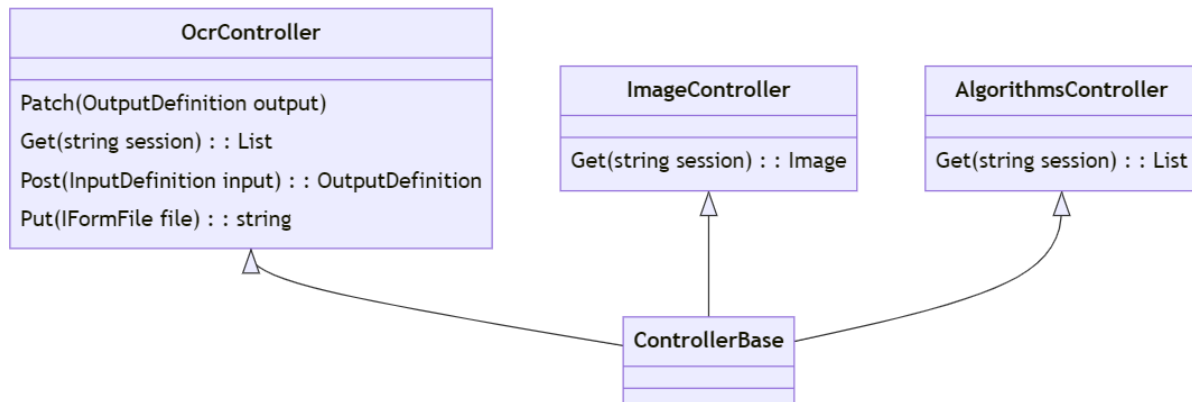 OcrController
Patch(OutputDefinition output)
Get(string session) : : List
Post(InputDefinition input) : : OutputDefinition
Put(IFormFile file) : : string
ImageController
Get(string session) : : Image
AlgorithmsController
Get(string session) : : List
ControllerBase